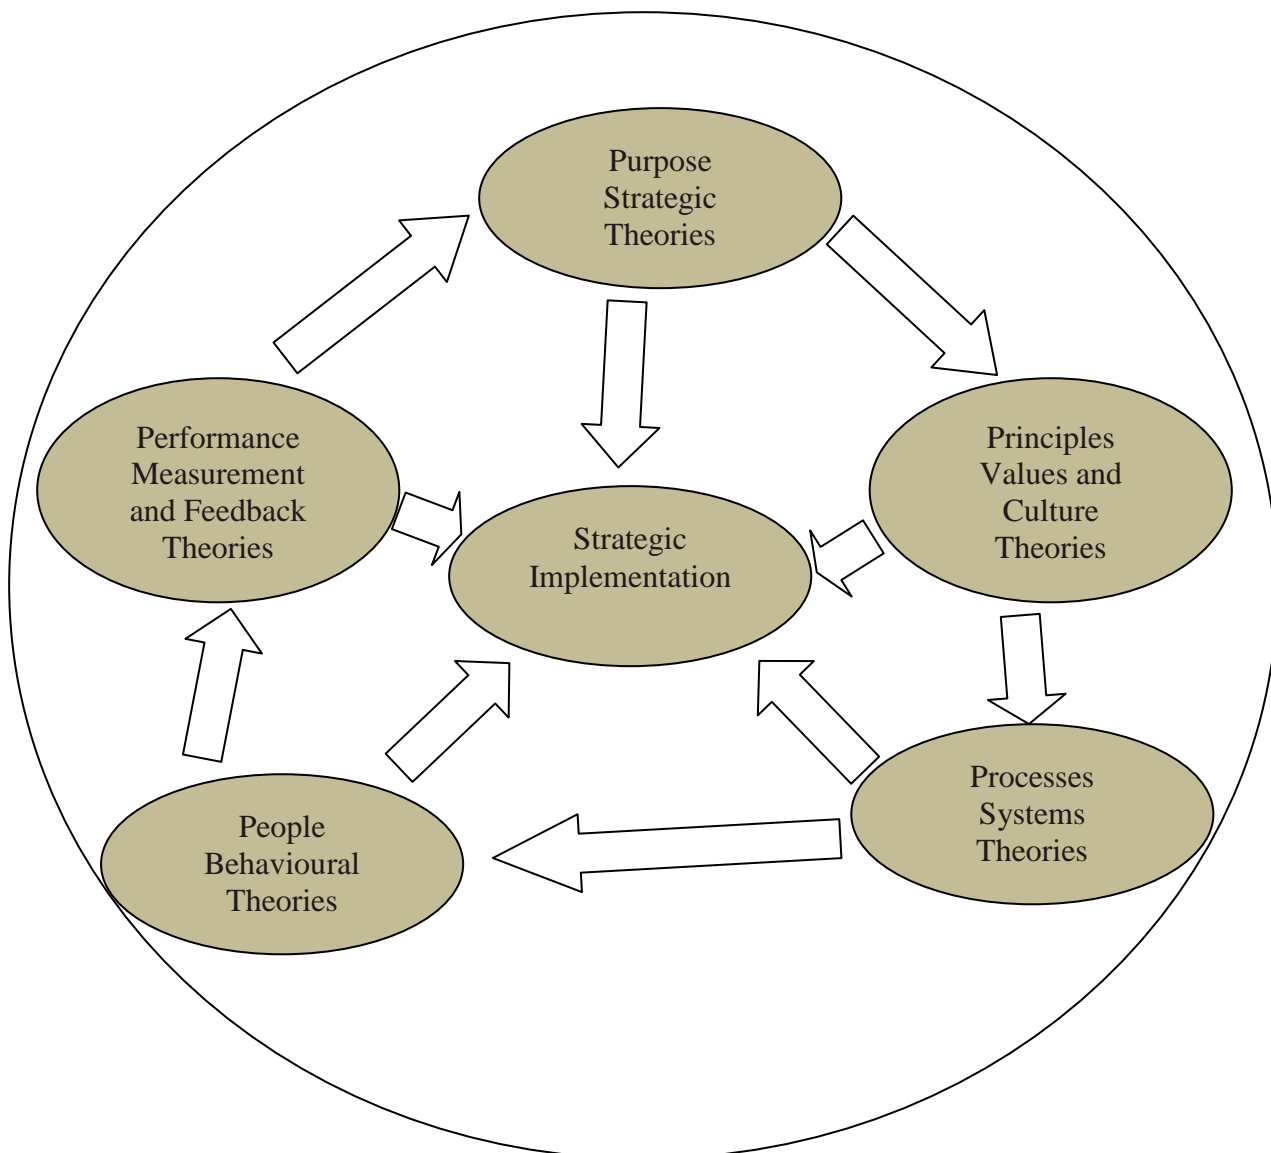 Purpose
Strategic
Theories
Performance
Measurement
and Feedback
Theories
Principles
Values and
Culture
Theories
Strategic
Implementation
Processes
Systems
Theories
People
Behavioural
Theories